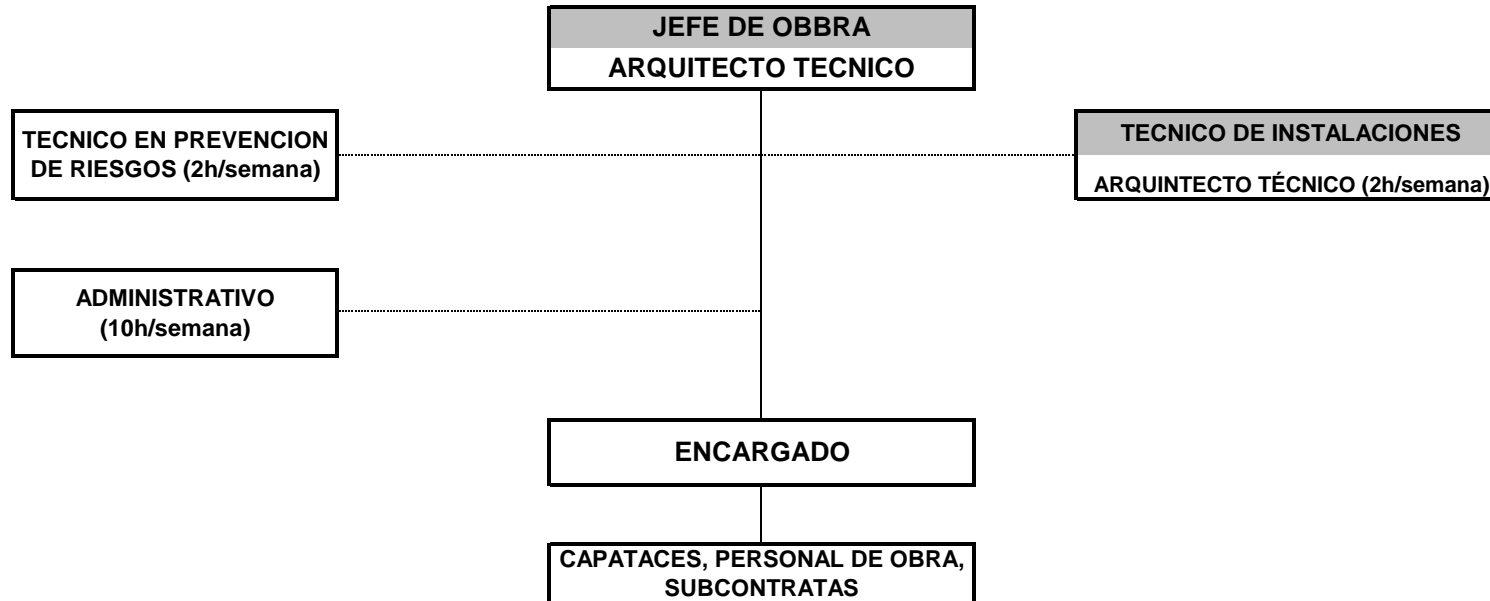 JEFE DE OBBRA
ARQUITECTO TECNICO
TECNICO EN PREVENCION
DE RIESGOS (2h/semana)
TECNICO DE INSTALACIONES
ARQUINTECTO TÉCNICO (2h/semana)
ADMINISTRATIVO
(10h/semana)
ENCARGADO
CAPATACES, PERSONAL DE OBRA,
SUBCONTRATAS